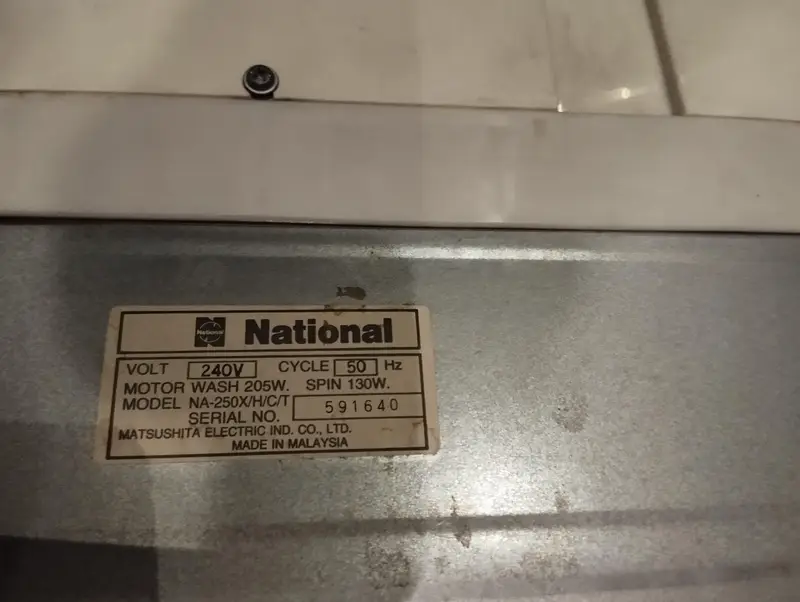 National National
VOLT 240V CYCLE 50 Hz
MOTOR WASH 205W. SPIN 130W.
MODEL NA-250X/H/C/T
SERIAL NO. 591640
MATSUSHITA ELECTRIC IND. CO., LTD.
MADE IN MALAYSIA